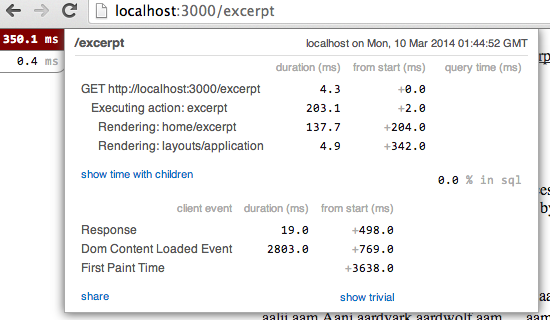 localhost:3000/excerpt
350.1 ms
0.4 ms
/excerpt localhost on Mon, 10 Mar 2014 01:44:52 GMT
duration (ms) from start (ms) query time (ms)
GET http://localhost:3000/excerpt 4.3 +0.0
Executing action: excerpt 203.1 +2.0
Rendering: home/excerpt 137.7 +204.0
Rendering: layouts/application 4.9 +342.0
show time with children
0.0 % in sql
client event duration (ms) from start (ms)
Response 19.0 +498.0
Dom Content Loaded Event 2803.0 +769.0
First Paint Time +3638.0
share show trivial
aalii aam Aani aardvark aardwolf aam